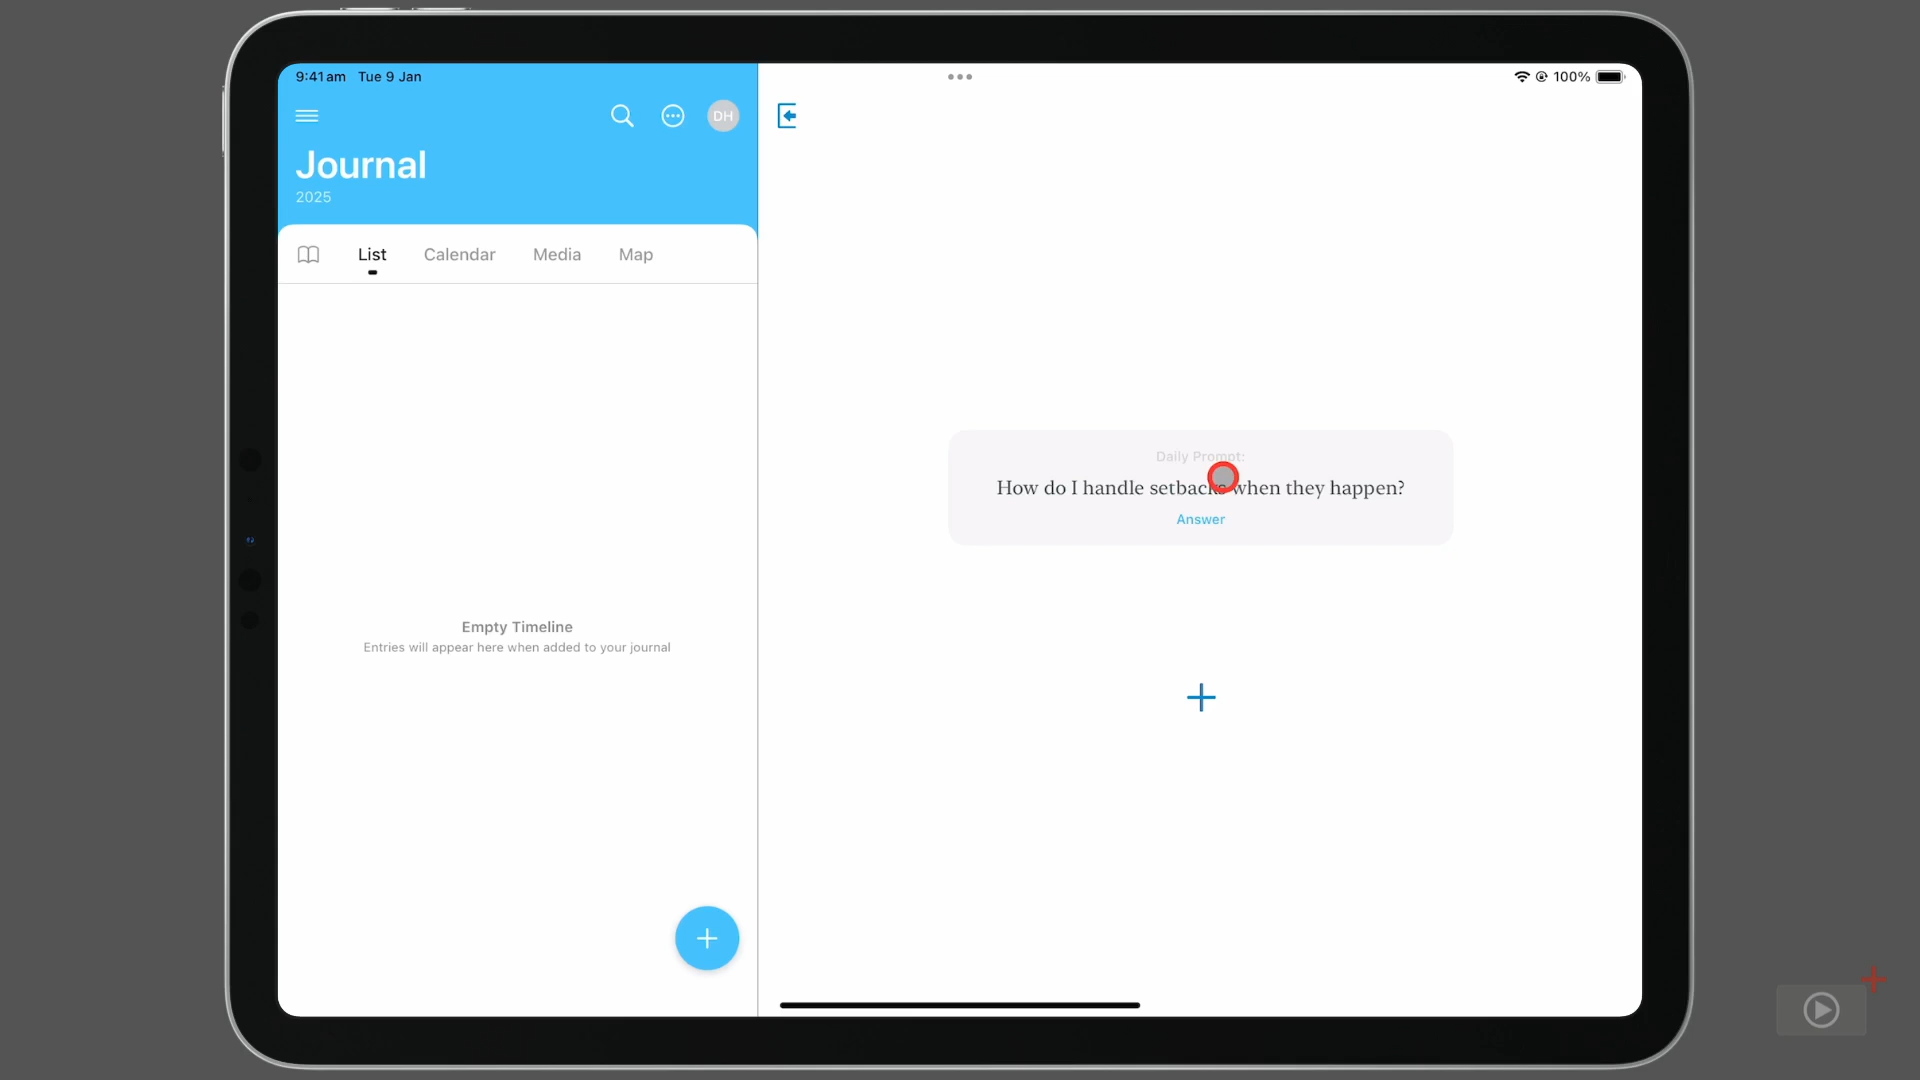 9:41 am Tue 9 Jan
100%
DH
Journal
2025
List Calendar Media Map
Empty Timeline
Entries will appear here when added to your journal
Daily Prompt:
How do I handle setbacks when they happen?
Answer